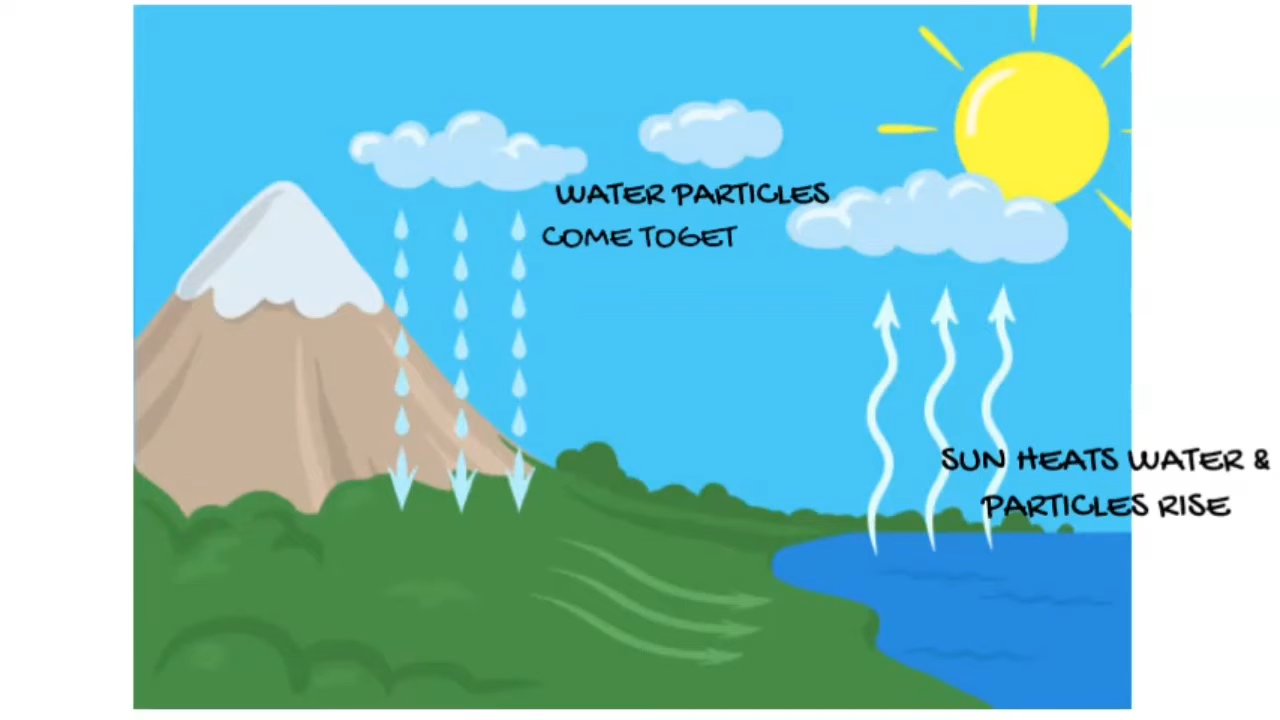 WATER PARTICLES
COME TOGET
SUN HEATS WATER &
PARTICLES RISE